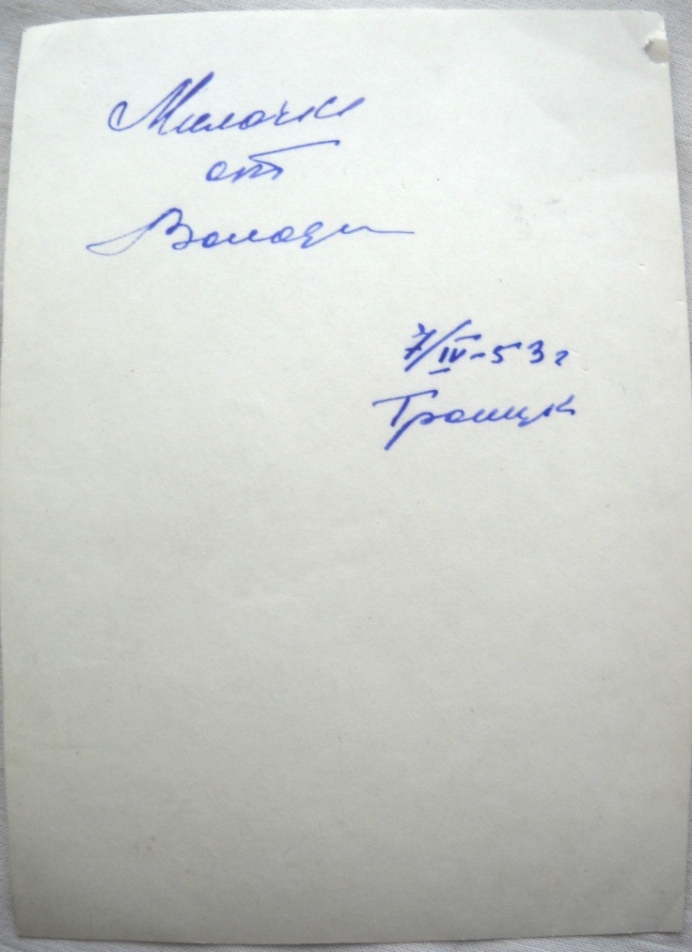 Милочке
от
Володи
7/IV-53г
Троицк